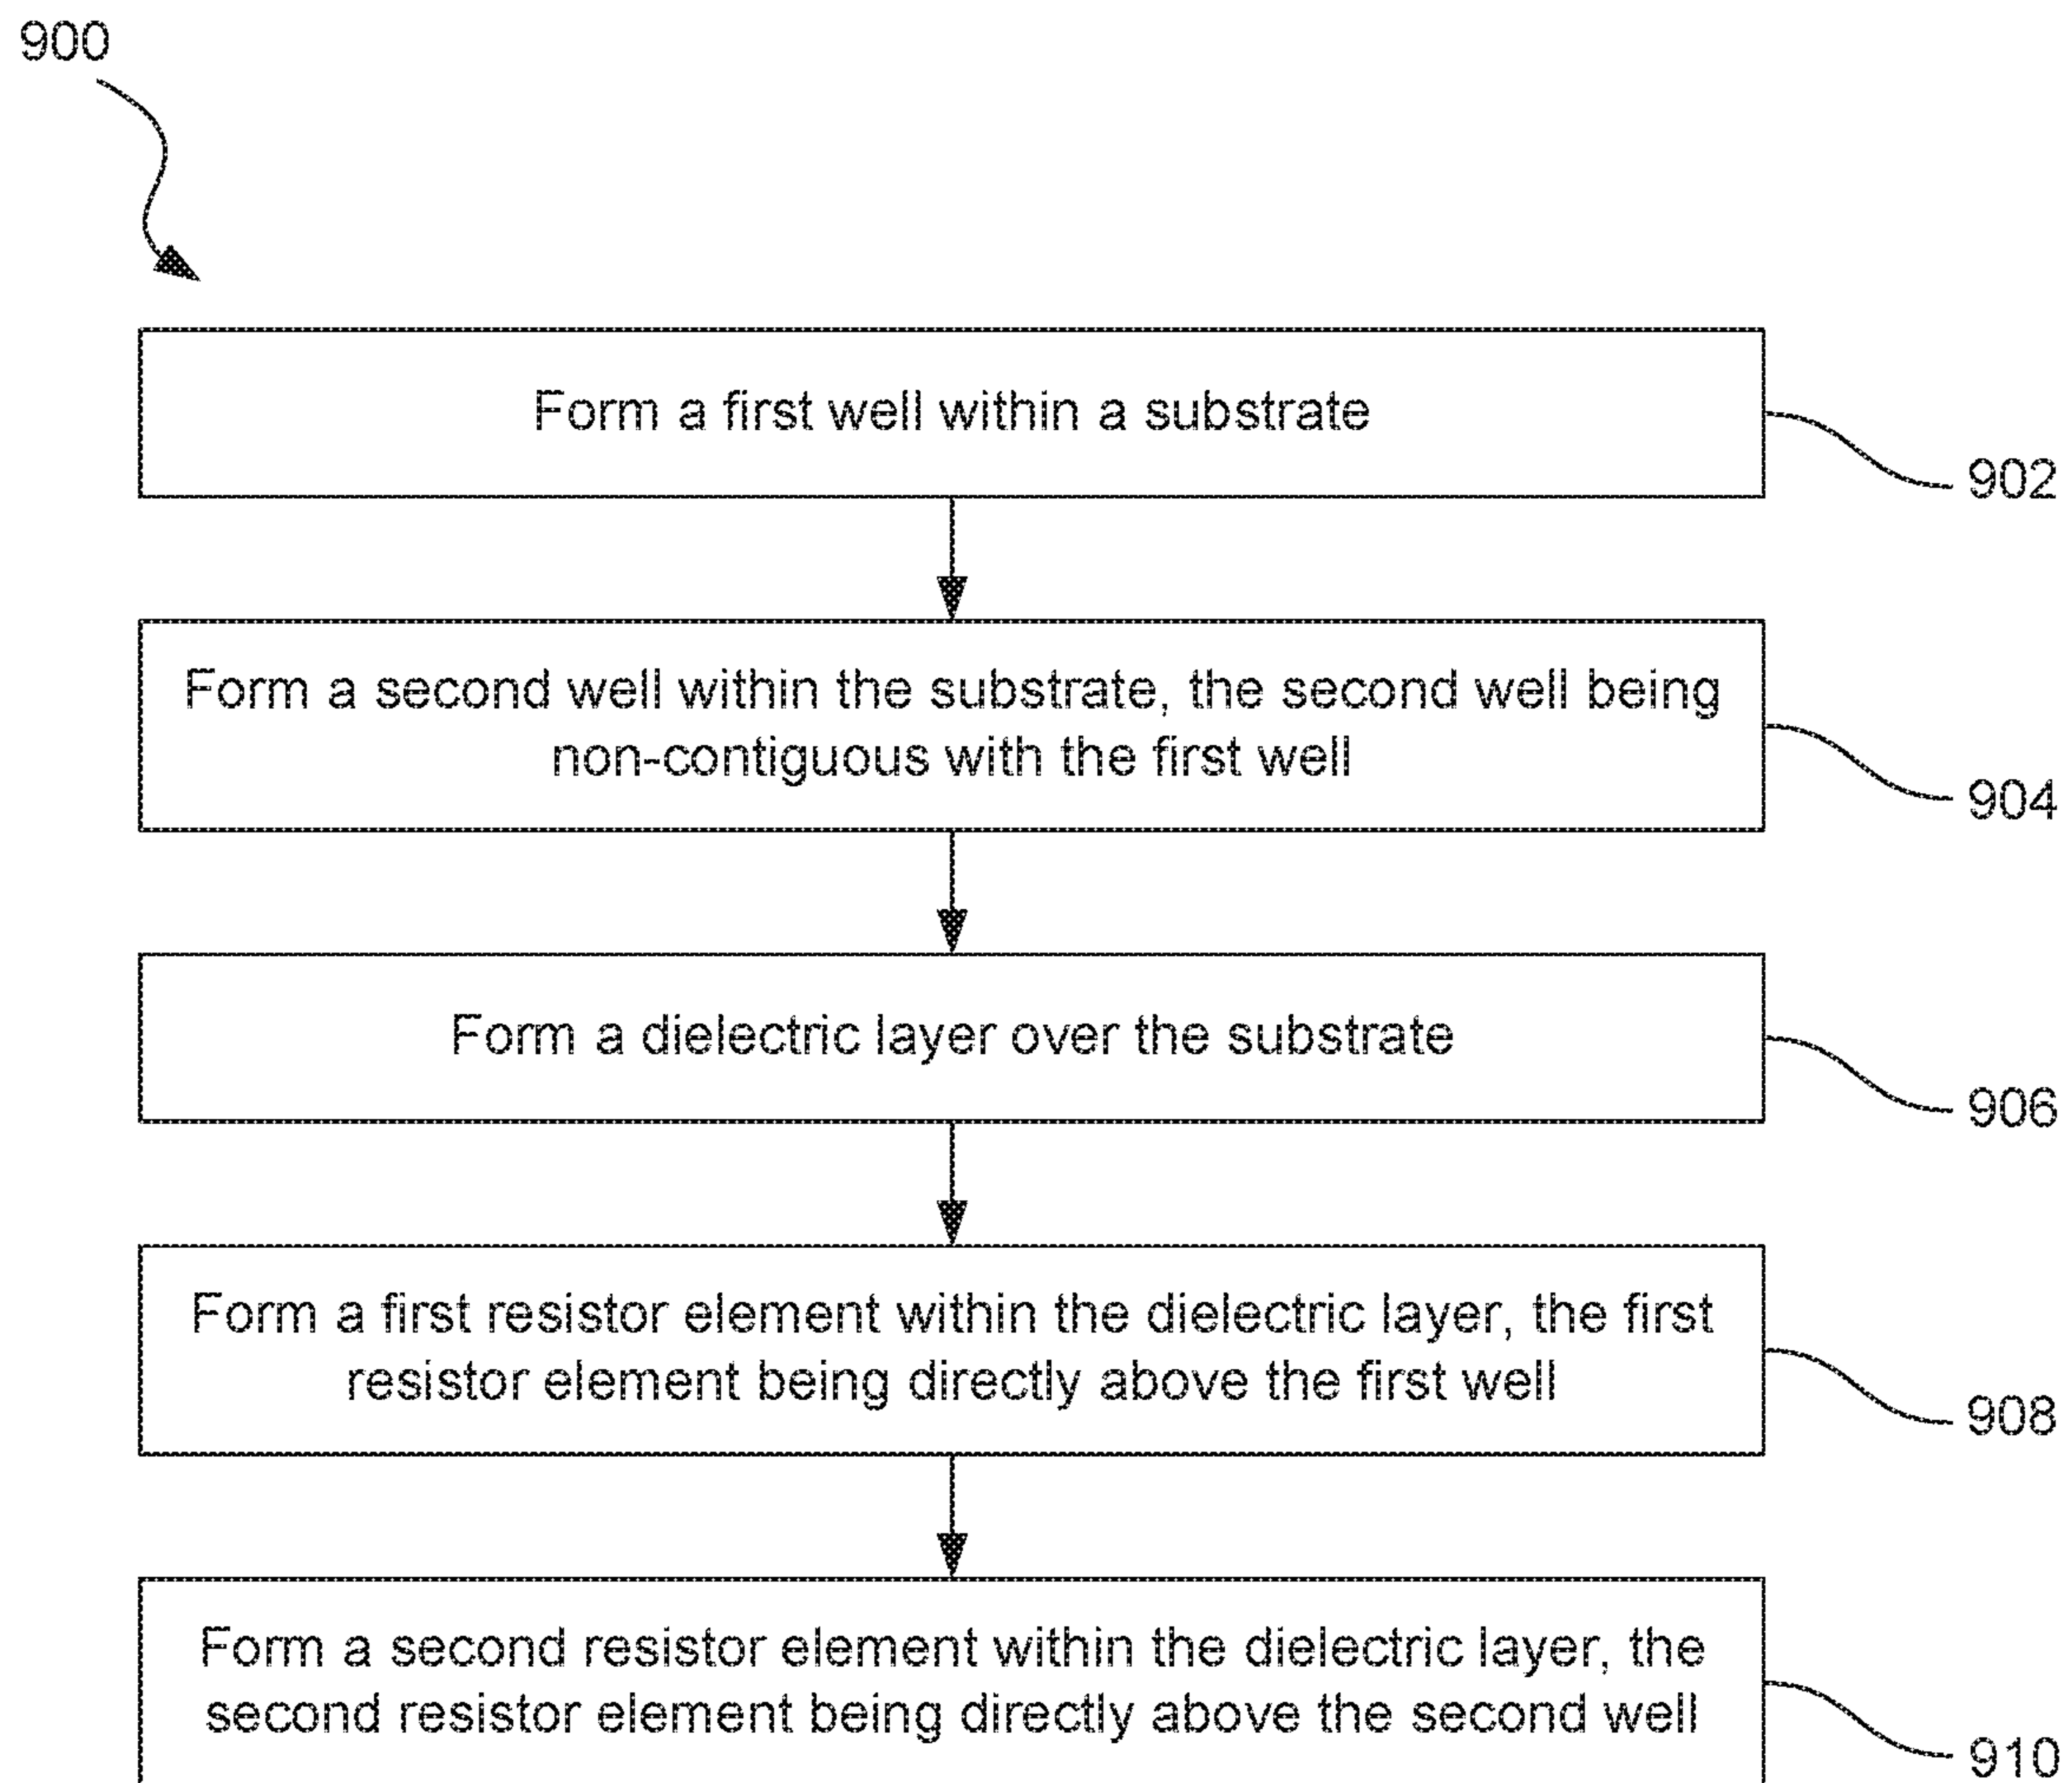 900
Form a first well within a substrate
902
Form a second well within the substrate, the second well being
non-contiguous with the first well
904
Form a dielectric layer over the substrate
906
Form a first resistor element within the dielectric layer, the first
resistor element being directly above the first well
908
Form a second resistor element within the dielectric layer, the
second resistor element being directly above the second well
910